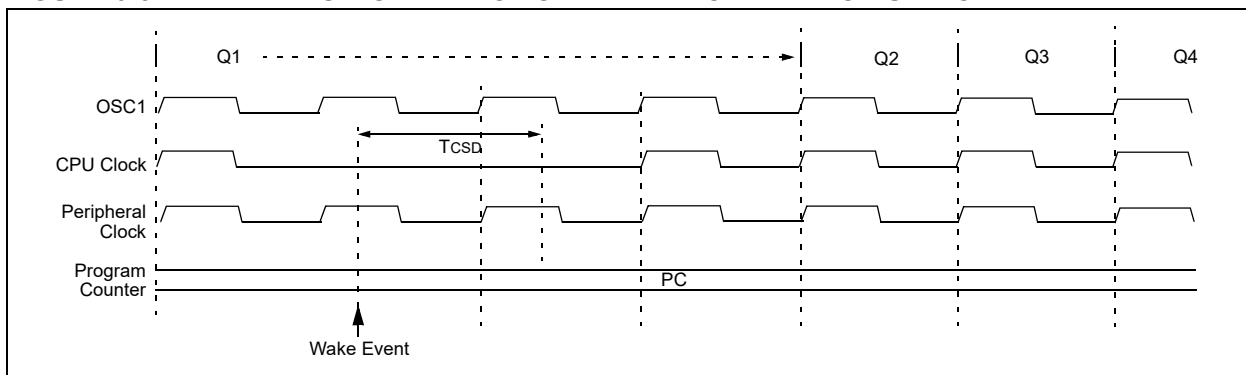 Q1
Q2
Q3
Q4
OSC1
TCSD
CPU Clock
Peripheral
Clock
Program
Counter
PC
Wake Event